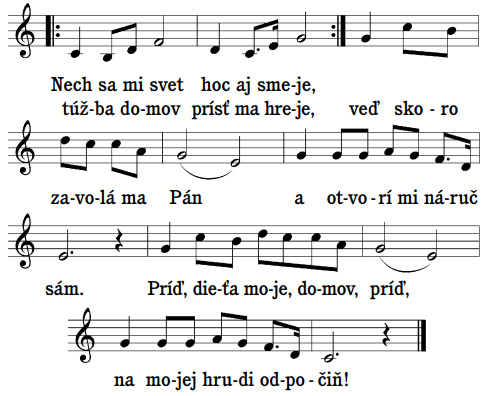 Nech sa mi svet hoc aj sme-je,
túž-ba do-mov prísť ma hre-je, veď sko-ro
za-vo-lá ma Pán a ot-vo-rí mi ná-ruč
sám. Príď, die-ťa mo-je, do-mov, príď,
na mo-jej hru-di od-po-čiň!